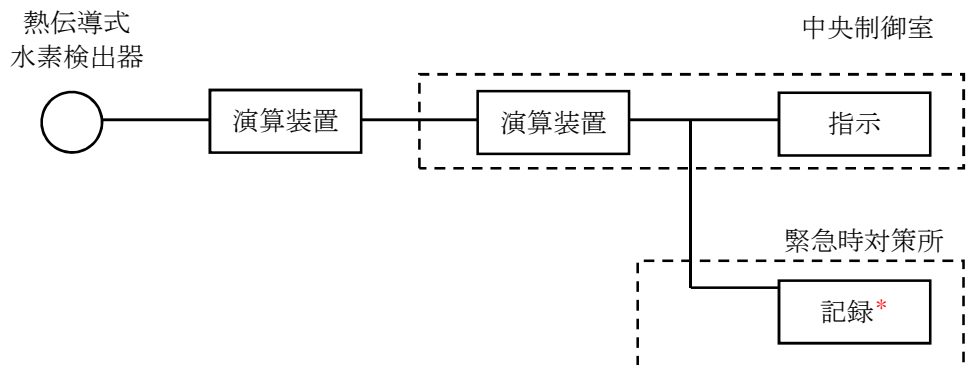 熱伝導式
水素検出器
中央制御室
演算装置
演算装置
指示
緊急時対策所
記録*